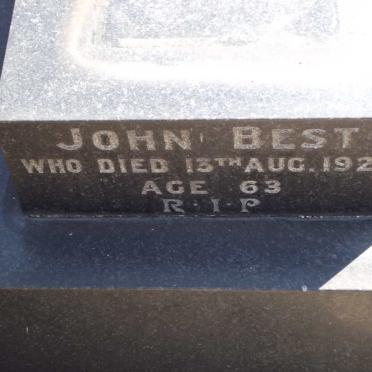 JOHN BEST
WHO DIED 13TH AUG. 192
AGE 63
R·I·P